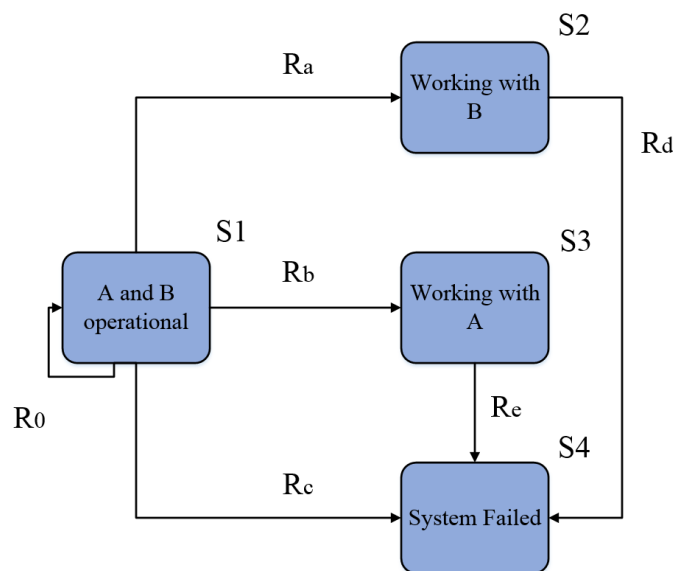 S2
Ra
Working with
B
Rd
S1
S3
Rb
A and B
operational
Working with
A
R0
Re
S4
Rc
System Failed